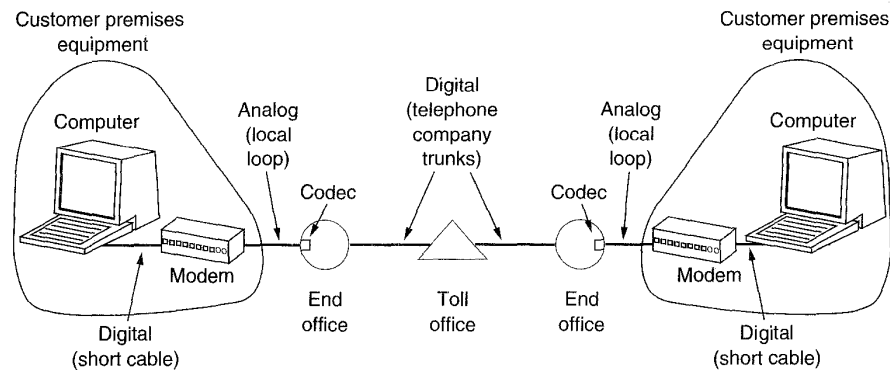 Customer premises
equipment
Customer premises
equipment
Computer
Analog
(local
loop)
Digital
(telephone
company
trunks)
Analog
(local
loop)
Computer
Codec
Codec
Modem
Modem
End
office
Toll
office
End
office
Digital
(short cable)
Digital
(short cable)